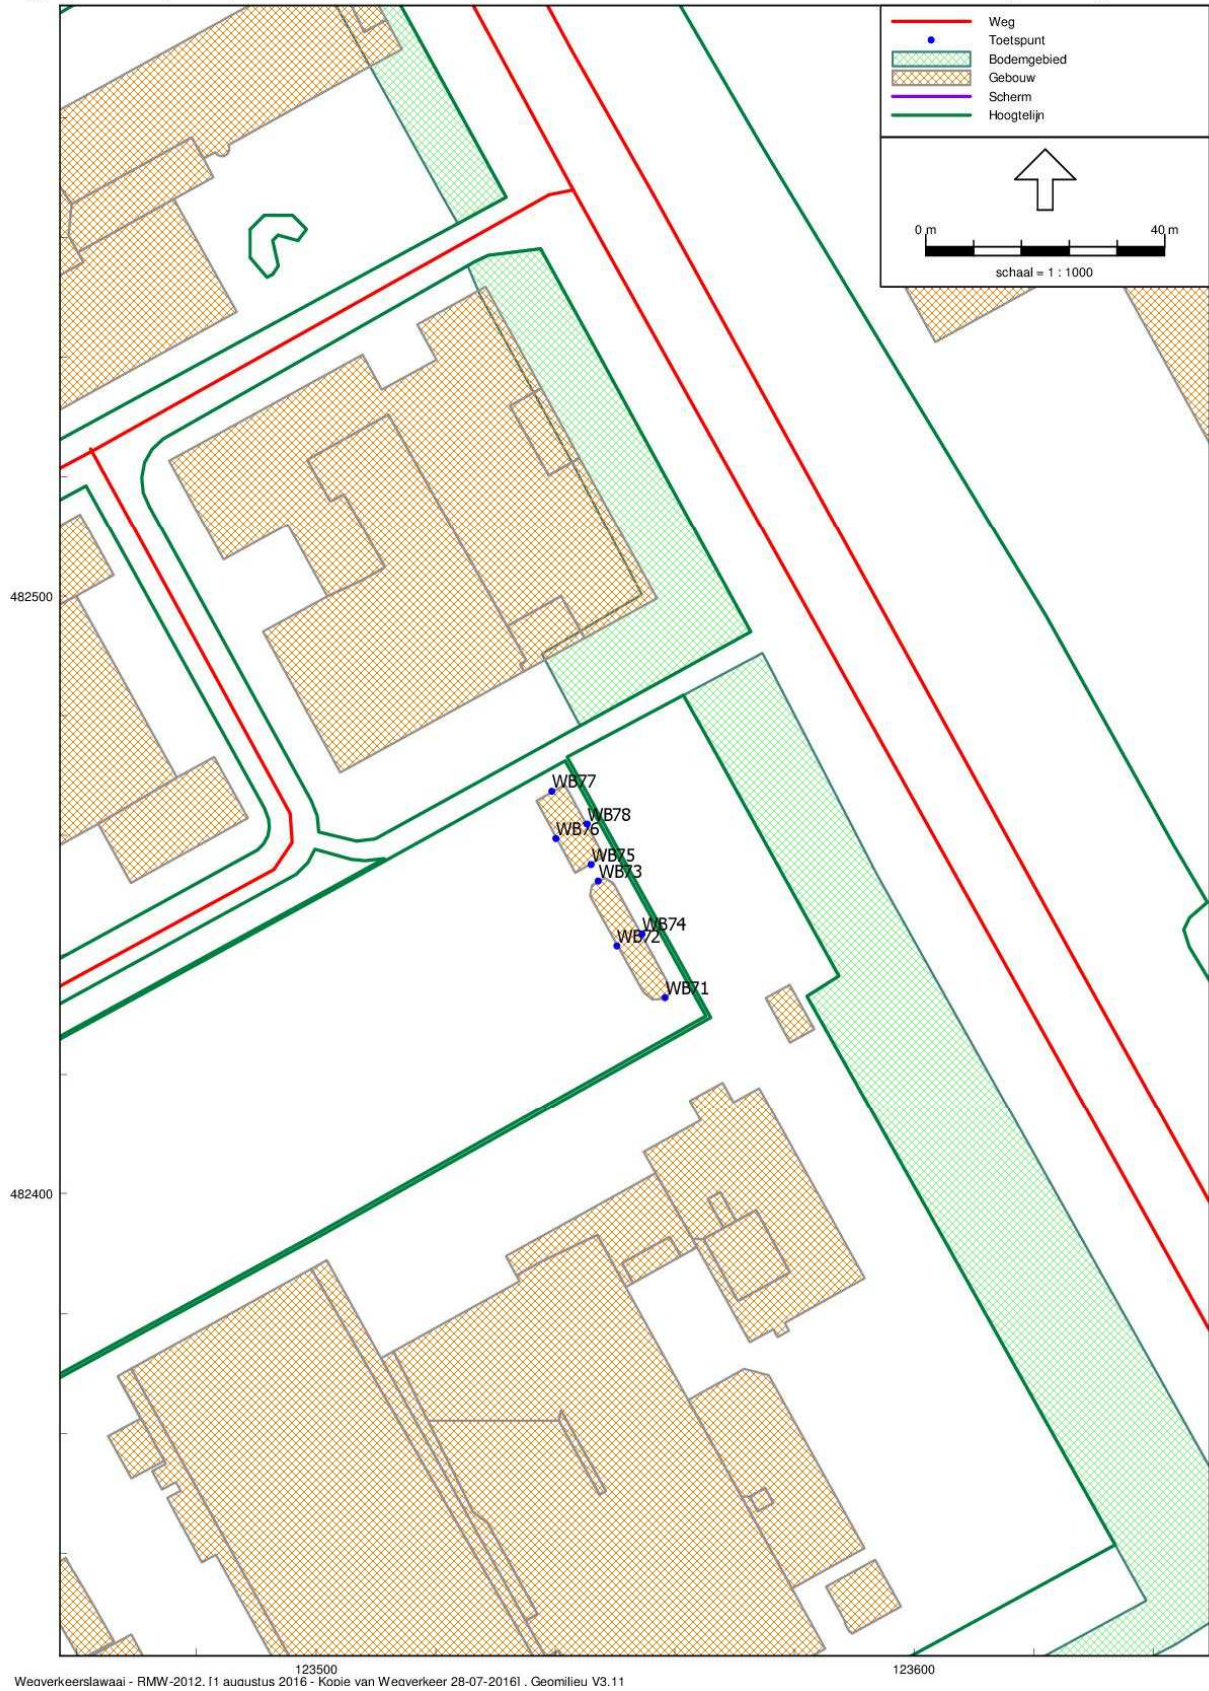 Weg
Toetspunt
Bodemgebied
Gebouw
Scherm
Hoogtelijn
0 m 40 m
schaal = 1 : 1000
482500
WB77
WB78
WB76
WB75
WB73
WB74
WB72
WB71
482400
123500 123600
Wegverkeerslawaai - RMW-2012, [1 augustus 2016 - Kopie van Wegverkeer 28-07-2016] , Geomilieu V3.11